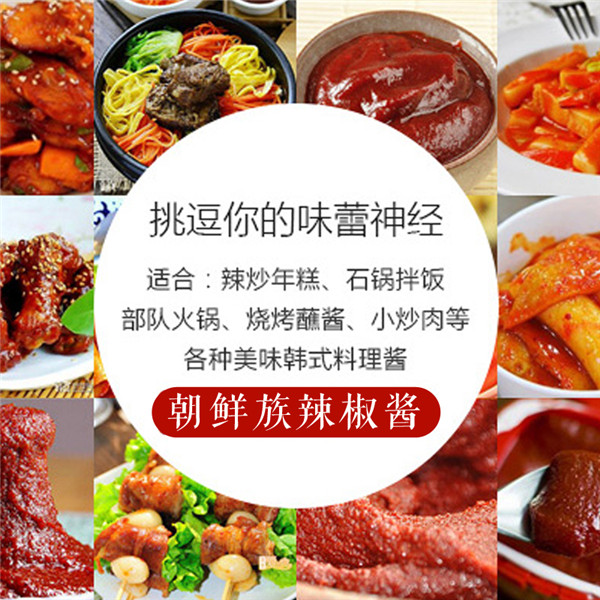 挑逗你的味蕾神经
适合：辣炒年糕、石锅拌饭
部队火锅、烧烤蘸酱、小炒肉等
各种美味韩式料理酱
朝鲜族辣椒酱